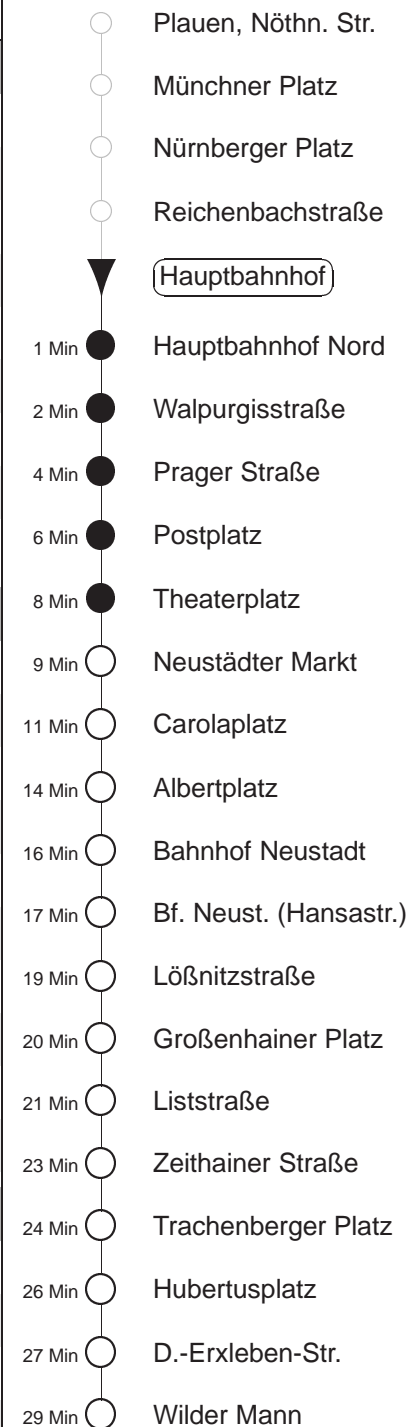 Plauen, Nöthn. Str.
Münchner Platz
Nürnberger Platz
Reichenbachstraße
Hauptbahnhof
1 Min Hauptbahnhof Nord
2 Min Walpurgisstraße
4 Min Prager Straße
6 Min Postplatz
8 Min Theaterplatz
9 Min Neustädter Markt
11 Min Carolaplatz
14 Min Albertplatz
16 Min Bahnhof Neustadt
17 Min Bf. Neust. (Hansastr.)
19 Min Lößnitzstraße
20 Min Großenhainer Platz
21 Min Liststraße
23 Min Zeithainer Straße
24 Min Trachenberger Platz
26 Min Hubertusplatz
27 Min D.-Erxleben-Str.
29 Min Wilder Mann